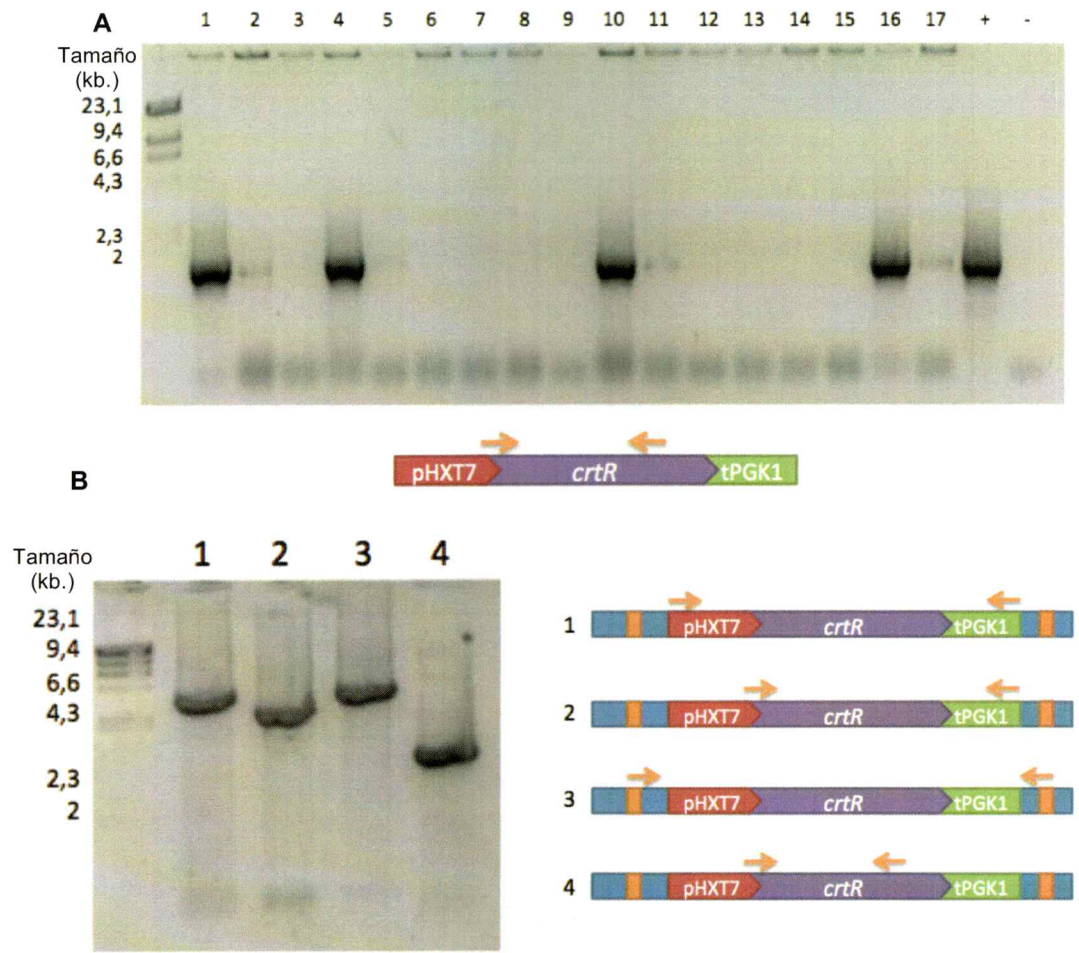 A
1 2 3 4 5 6 7 8 9 10 11 12 13 14 15 16 17 + -
Tamaño
(kb.)
23,1
9,4
6,6
4,3
2,3
2
pHXT7 crtR tPGK1
B
Tamaño
(kb.)
1 2 3 4
23,1
9,4
6,6
4,3
2,3
2
1 pHXT7 crtR tPGK1
2 pHXT7 crtR tPGK1
3 pHXT7 crtR tPGK1
4 pHXT7 crtR tPGK1